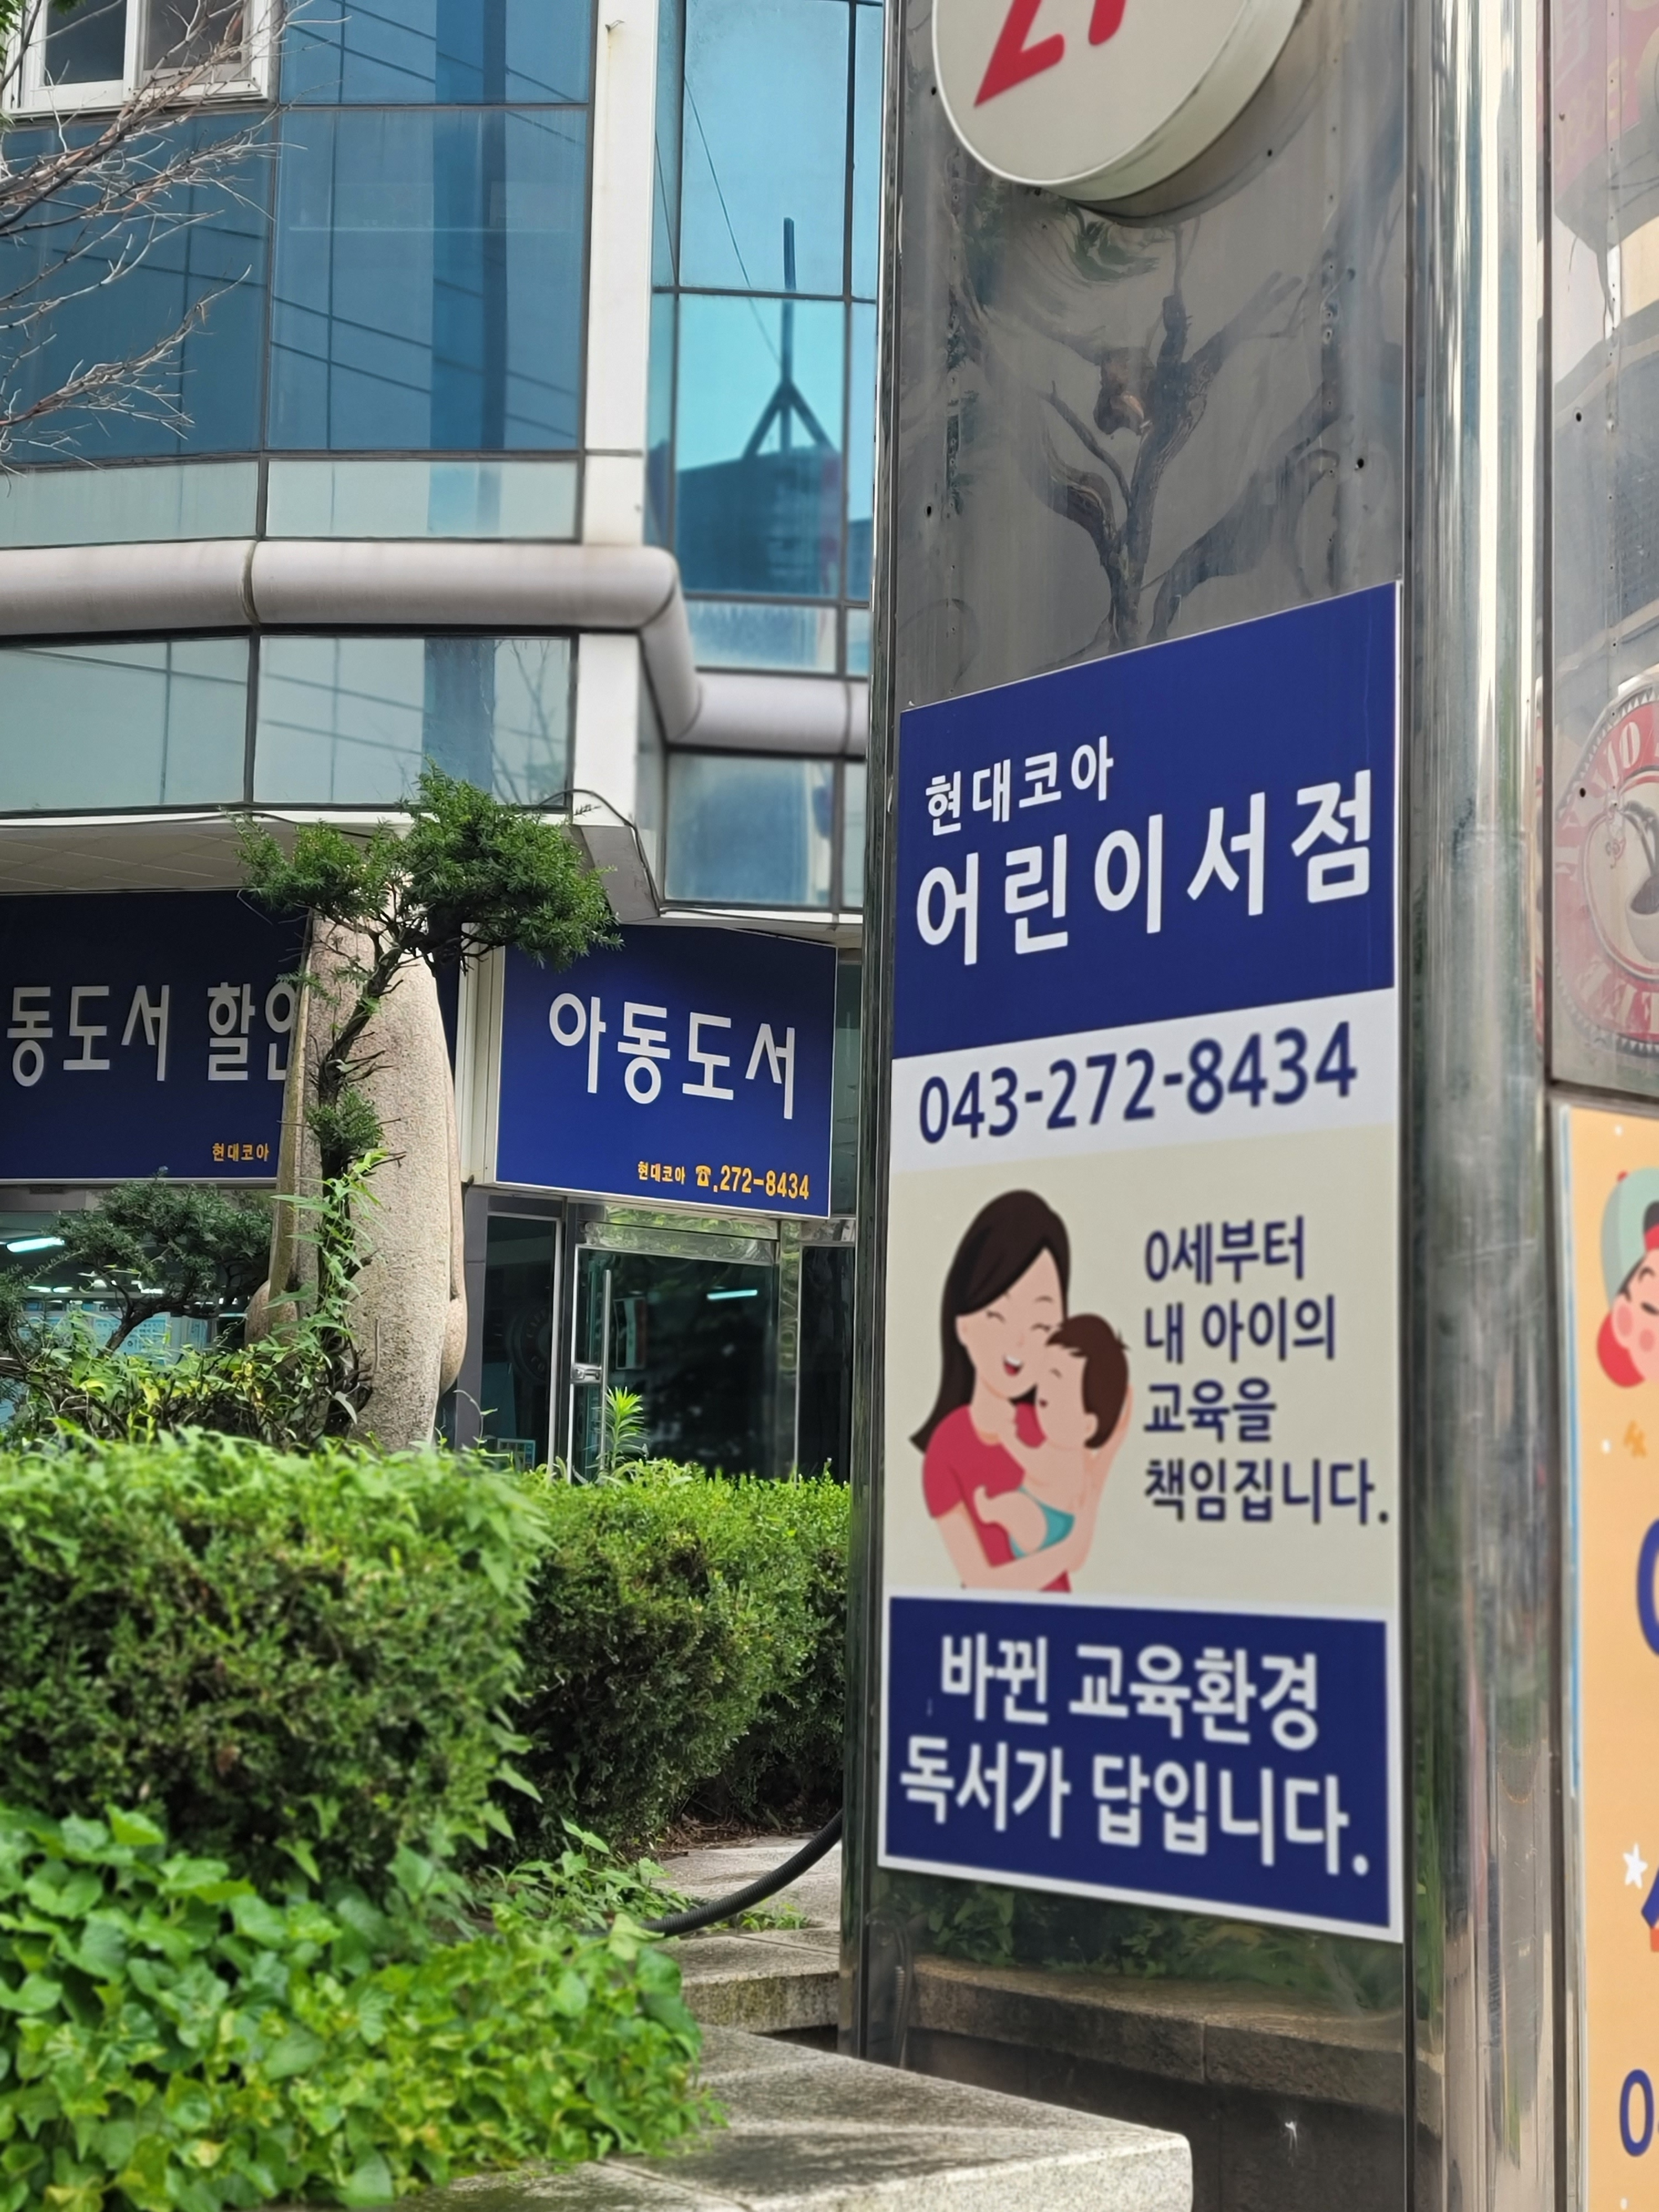 현대코아
어린이서점
043-272-8434
0세부터
내 아이의
교육을
책임집니다.
바뀐 교육환경
독서가 답입니다.
동도서 할인
현대코아
아동도서
현대코아 ☎.272-8434